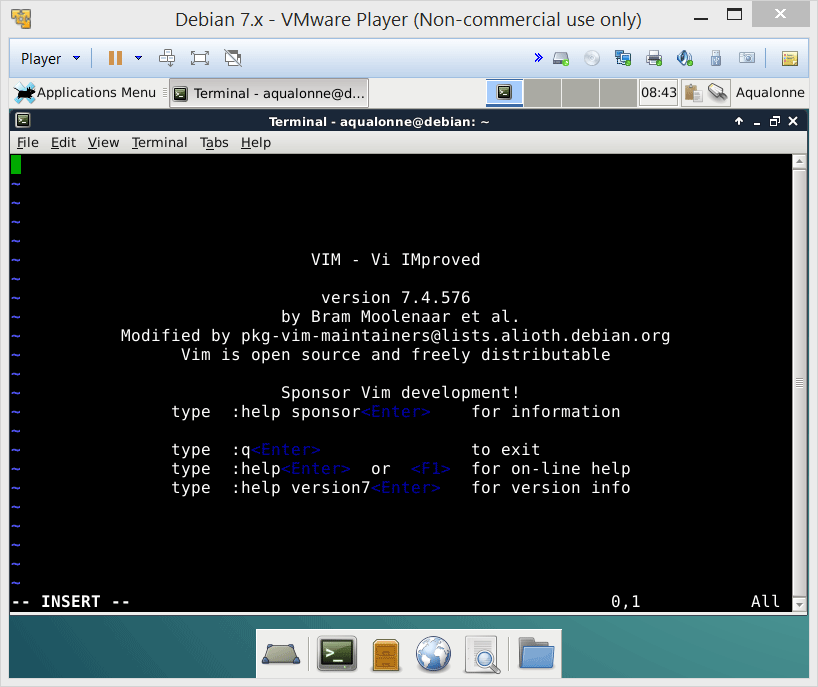 Debian 7.x - VMware Player (Non-commercial use only)
Player
Applications Menu
Terminal - aqualonne@d...
08:43
Aqualonne
Terminal - aqualonne@debian: ~
File Edit View Terminal Tabs Help
~
~
~
~
VIM - Vi IMproved
~
~
version 7.4.576
~
by Bram Moolenaar et al.
~
Modified by pkg-vim-maintainers@lists.alioth.debian.org
~
Vim is open source and freely distributable
~
~
Sponsor Vim development!
~
type :help sponsor<Enter> for information
~
~
type :q<Enter> to exit
~
type :help<Enter> or <F1> for on-line help
~
type :help version7<Enter> for version info
~
~
~
~
~
-- INSERT -- 0,1 All